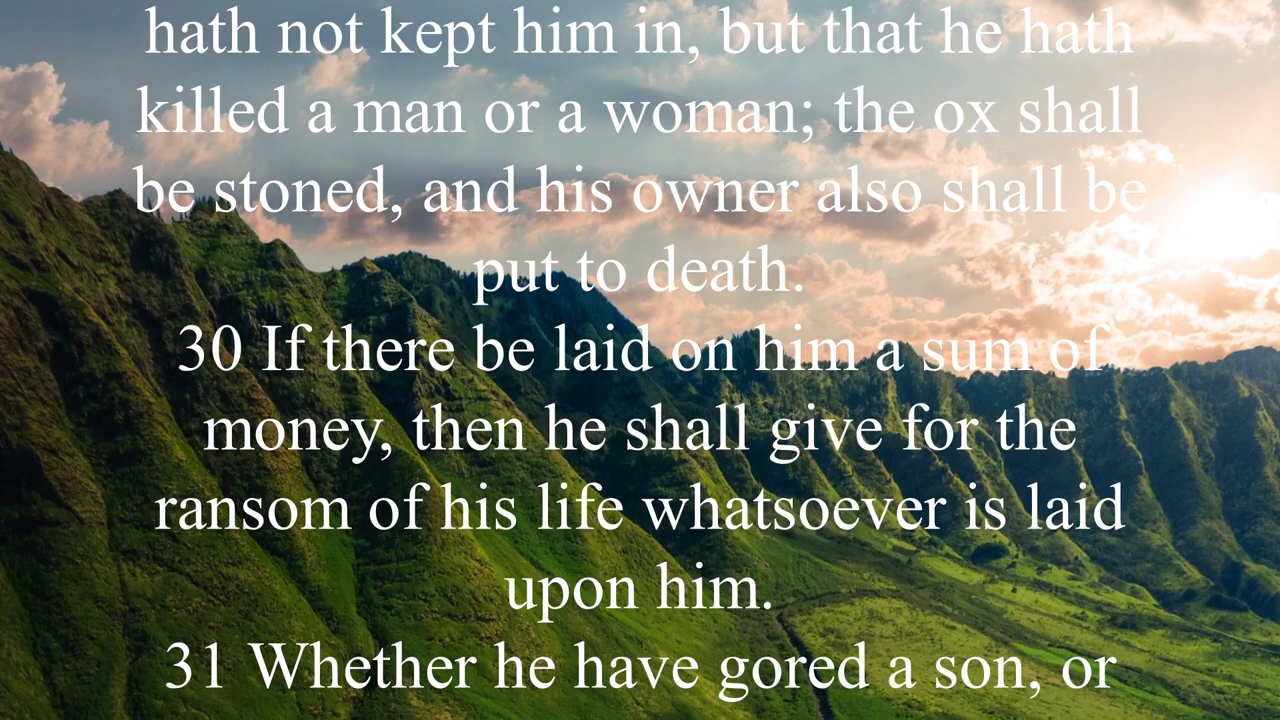 hath not kept him in, but that he hath
killed a man or a woman; the ox shall
be stoned, and his owner also shall be
put to death.
30 If there be laid on him a sum of
money, then he shall give for the
ransom of his life whatsoever is laid
upon him.
31 Whether he have gored a son, or